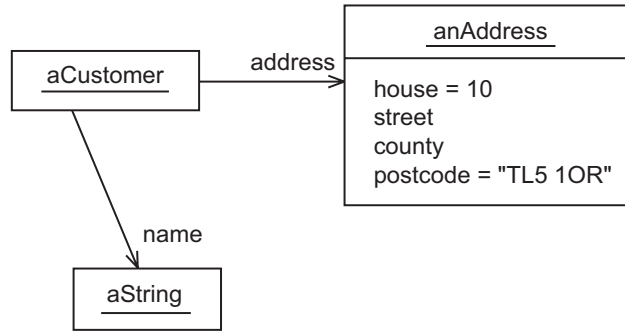 anAddress
address
aCustomer
house = 10
street
county
postcode = "TL5 1OR"
name
aString